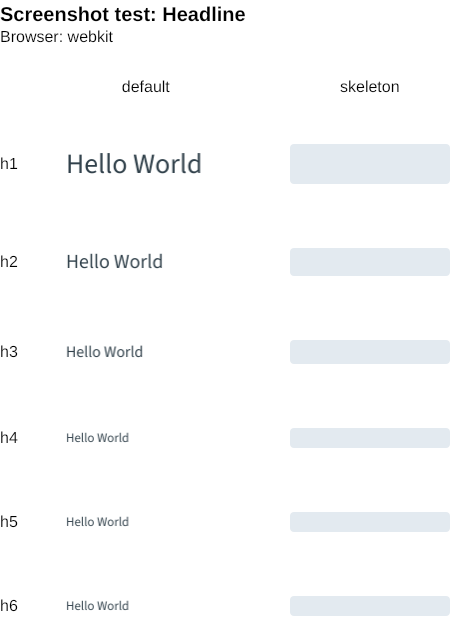 Screenshot test: Headline
Browser: webkit
default skeleton
h1 Hello World
h2 Hello World
h3 Hello World
h4 Hello World
h5 Hello World
h6 Hello World